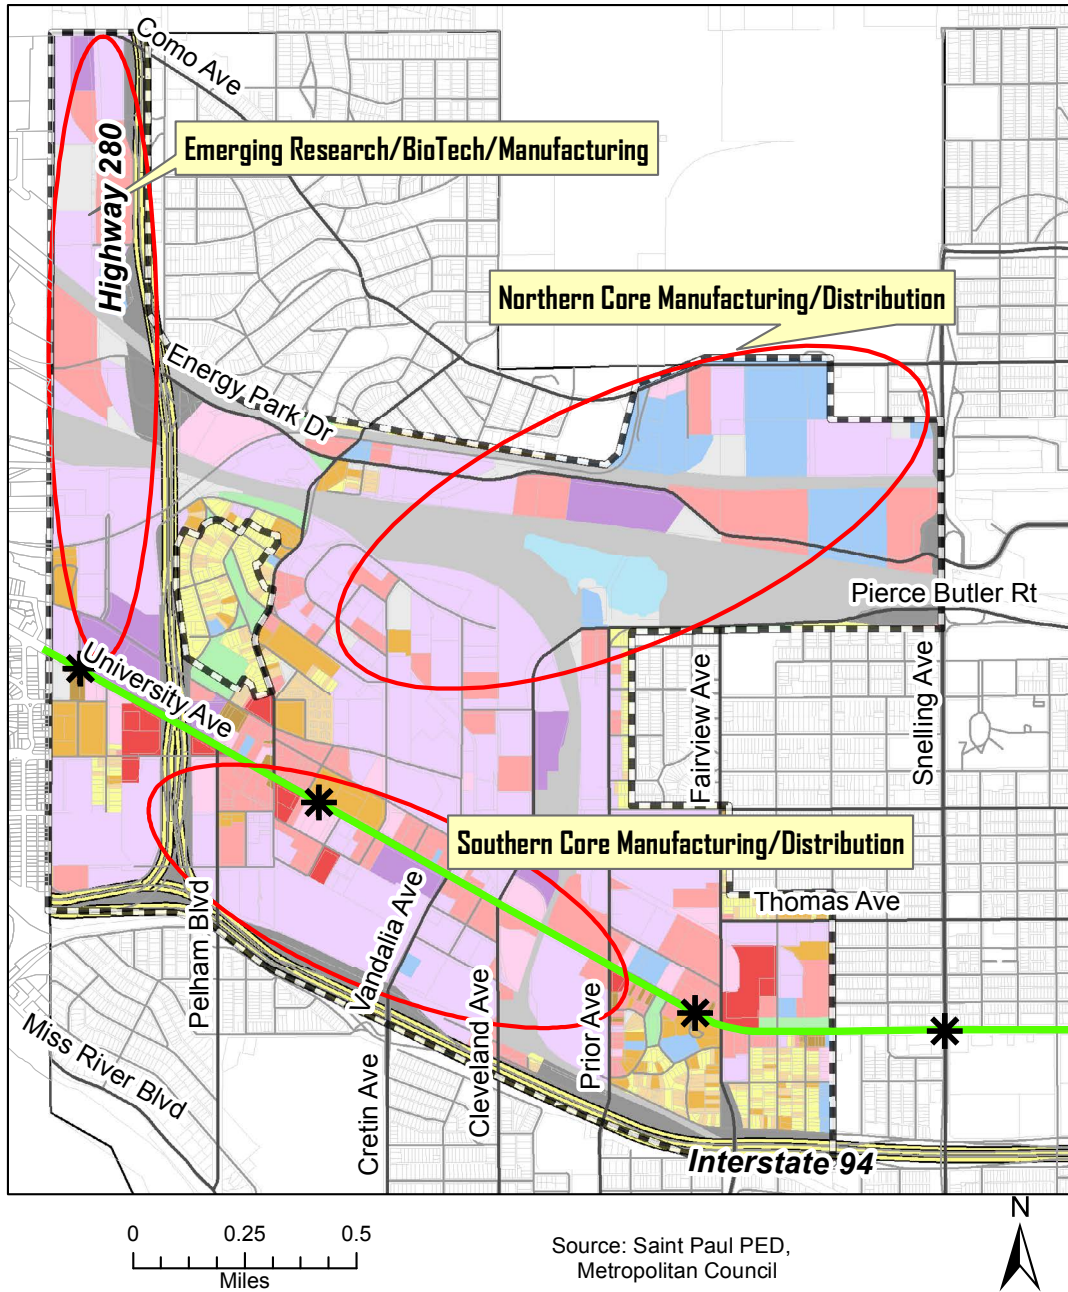 Como Ave
Highway 280
Emerging Research/BioTech/Manufacturing
Northern Core Manufacturing/Distribution
Energy Park Dr
Pierce Butler Rt
University Ave
Fairview Ave
Snelling Ave
Southern Core Manufacturing/Distribution
Thomas Ave
Pelham Blvd
Vandalia Ave
Cleveland Ave
Prior Ave
Miss River Blvd
Cretin Ave
Interstate 94
N
0 0.25 0.5
Miles
Source: Saint Paul PED,
Metropolitan Council